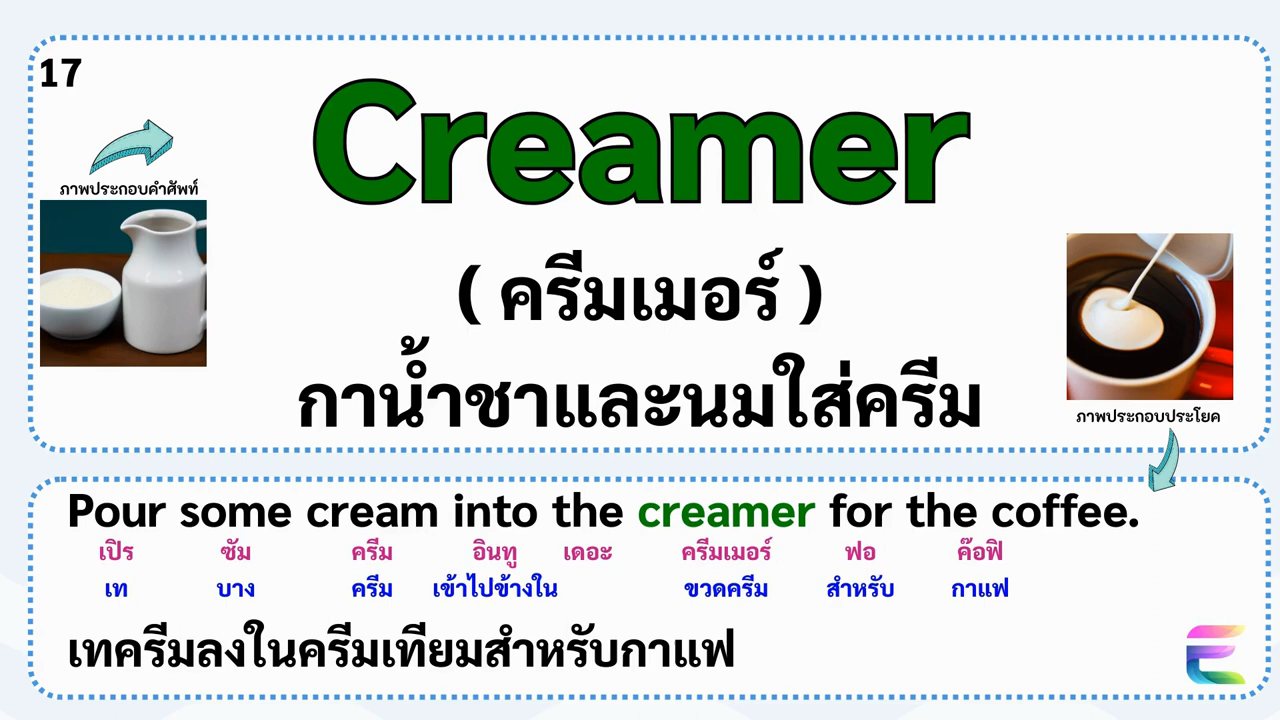 17
Creamer
ภาพประกอบคำศัพท์
( ครีมเมอร์ )
กาน้ำชาและนมใส่ครีม
ภาพประกอบประโยค
Pour some cream into the creamer for the coffee.
เปิร ซัม ครีม อินทู เดอะ ครีมเมอร์ ฟอ ค๊อฟิ
เท บาง ครีม เข้าไปข้างใน ขวดครีม สำหรับ กาแฟ
เทครีมลงในครีมเทียมสำหรับกาแฟ